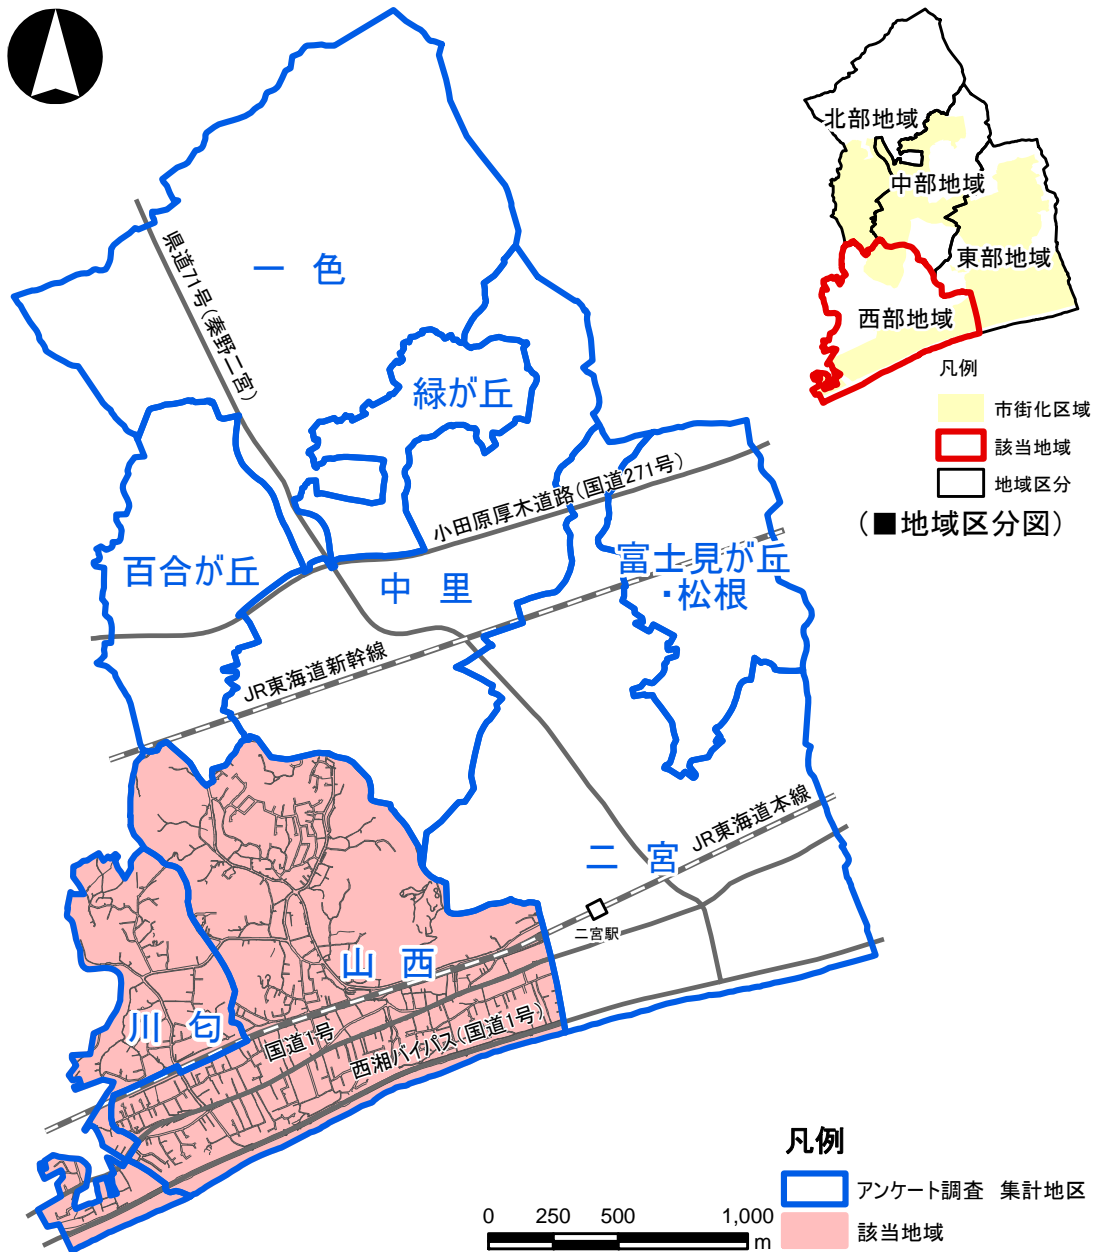 北部地域
中部地域
東部地域
西部地域
凡例
市街化区域
該当地域
地域区分
(■地域区分図)
一 色
県道71号(秦野二宮)
緑が丘
小田原厚木道路(国道271号)
百合が丘
中 里
富士見が丘
・松根
JR東海道新幹線
JR東海道本線
二 宮
二宮駅
山 西
川 匂
国道1号
西湘バイパス(国道1号)
凡例
アンケート調査 集計地区
該当地域
0 250 500 1,000
m